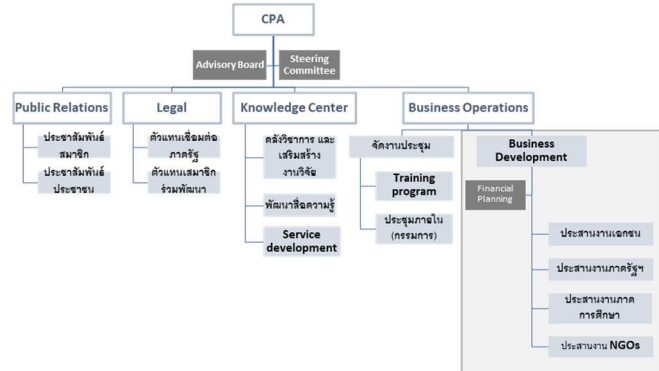 CPA
Advisory Board
Steering
Committee
Public Relations
Legal
Knowledge Center
Business Operations
ประชาสัมพันธ์
สมาชิก
ประชาสัมพันธ์
ประชาชน
ตัวแทนเชื่อมต่อ
ภาครัฐ
ตัวแทนสมาชิก
ร่วมพัฒนา
คลังวิชาการ และ
เสริมสร้าง
งานวิจัย
พัฒนาสื่อความรู้
Service
development
จัดงานประชุม
Training
program
ประชุมภายใน
(กรรมการ)
Business
Development
Financial
Planning
ประสานงานเอกชน
ประสานงานภาครัฐฯ
ประสานงานภาค
การศึกษา
ประสานงาน NGOs